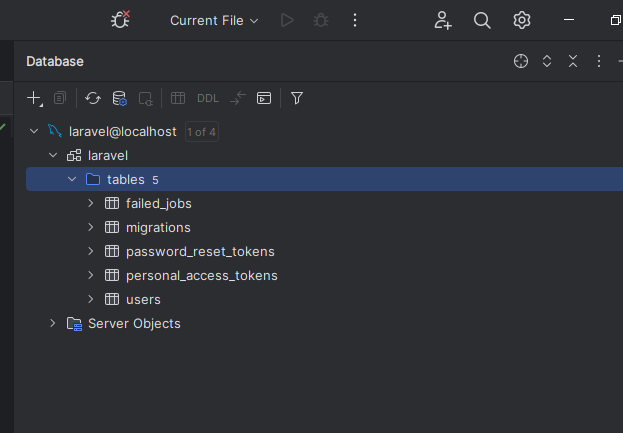 Current File
Database
DDL
laravel@localhost 1 of 4
laravel
tables 5
failed_jobs
migrations
password_reset_tokens
personal_access_tokens
users
Server Objects